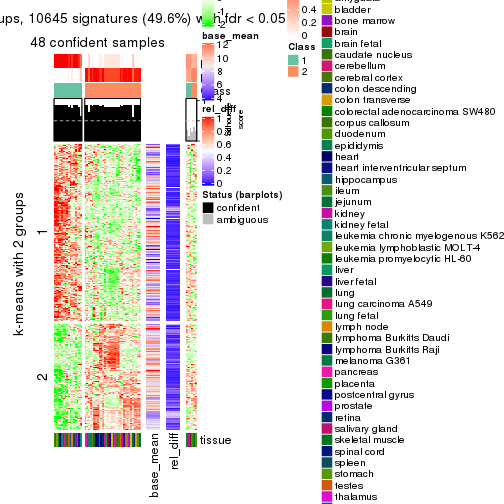 ups, 10645 signatures (49.6%) with fdr < 0.05
48 confident samples
k-means with 2 groups
1
2
base_mean
rel_diff
tissue
-2
base_mean
12
10
8
6
4
rel_diff
1
0.8
0.6
0.4
0.2
0
Status (barplots)
confident
ambiguous
0.4
0.2
0
Class
1
2
Silhouette
score
bladder
bone marrow
brain
brain fetal
caudate nucleus
cerebellum
cerebral cortex
colon descending
colon transverse
colorectal adenocarcinoma SW480
corpus callosum
duodenum
epididymis
heart
heart interventricular septum
hippocampus
ileum
jejunum
kidney
kidney fetal
leukemia chronic myelogenous K562
leukemia lymphoblastic MOLT-4
leukemia promyelocytic HL-60
liver
liver fetal
lung
lung carcinoma A549
lung fetal
lymph node
lymphoma Burkitts Daudi
lymphoma Burkitts Raji
melanoma G361
pancreas
placenta
postcentral gyrus
prostate
retina
salivary gland
skeletal muscle
spinal cord
spleen
stomach
testes
thalamus